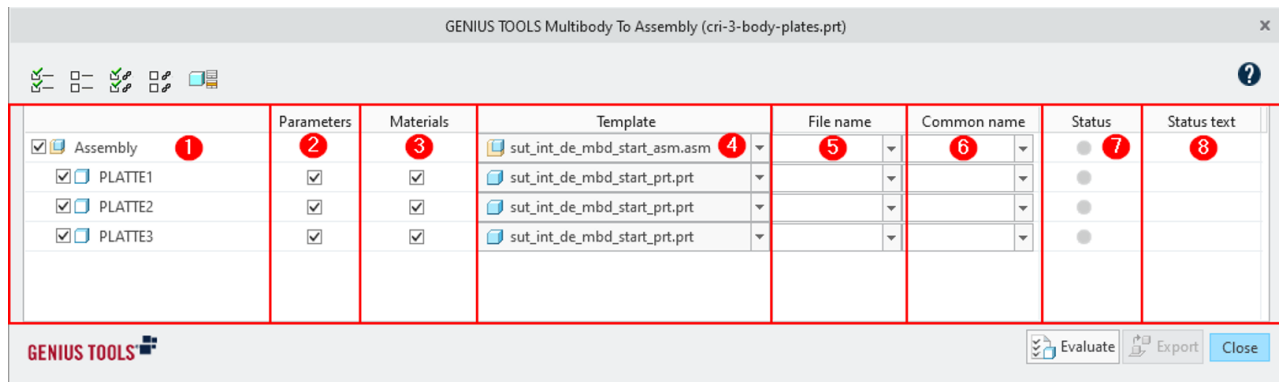 GENIUS TOOLS Multibody To Assembly (cri-3-body-plates.prt)
Parameters Materials Template File name Common name Status Status text
Assembly 1 2 3 sut_int_de_mbd_start_asm.asm 4 5 6 7 8
PLATTE1 sut_int_de_mbd_start_prt.prt
PLATTE2 sut_int_de_mbd_start_prt.prt
PLATTE3 sut_int_de_mbd_start_prt.prt
GENIUS TOOLS Evaluate Export Close